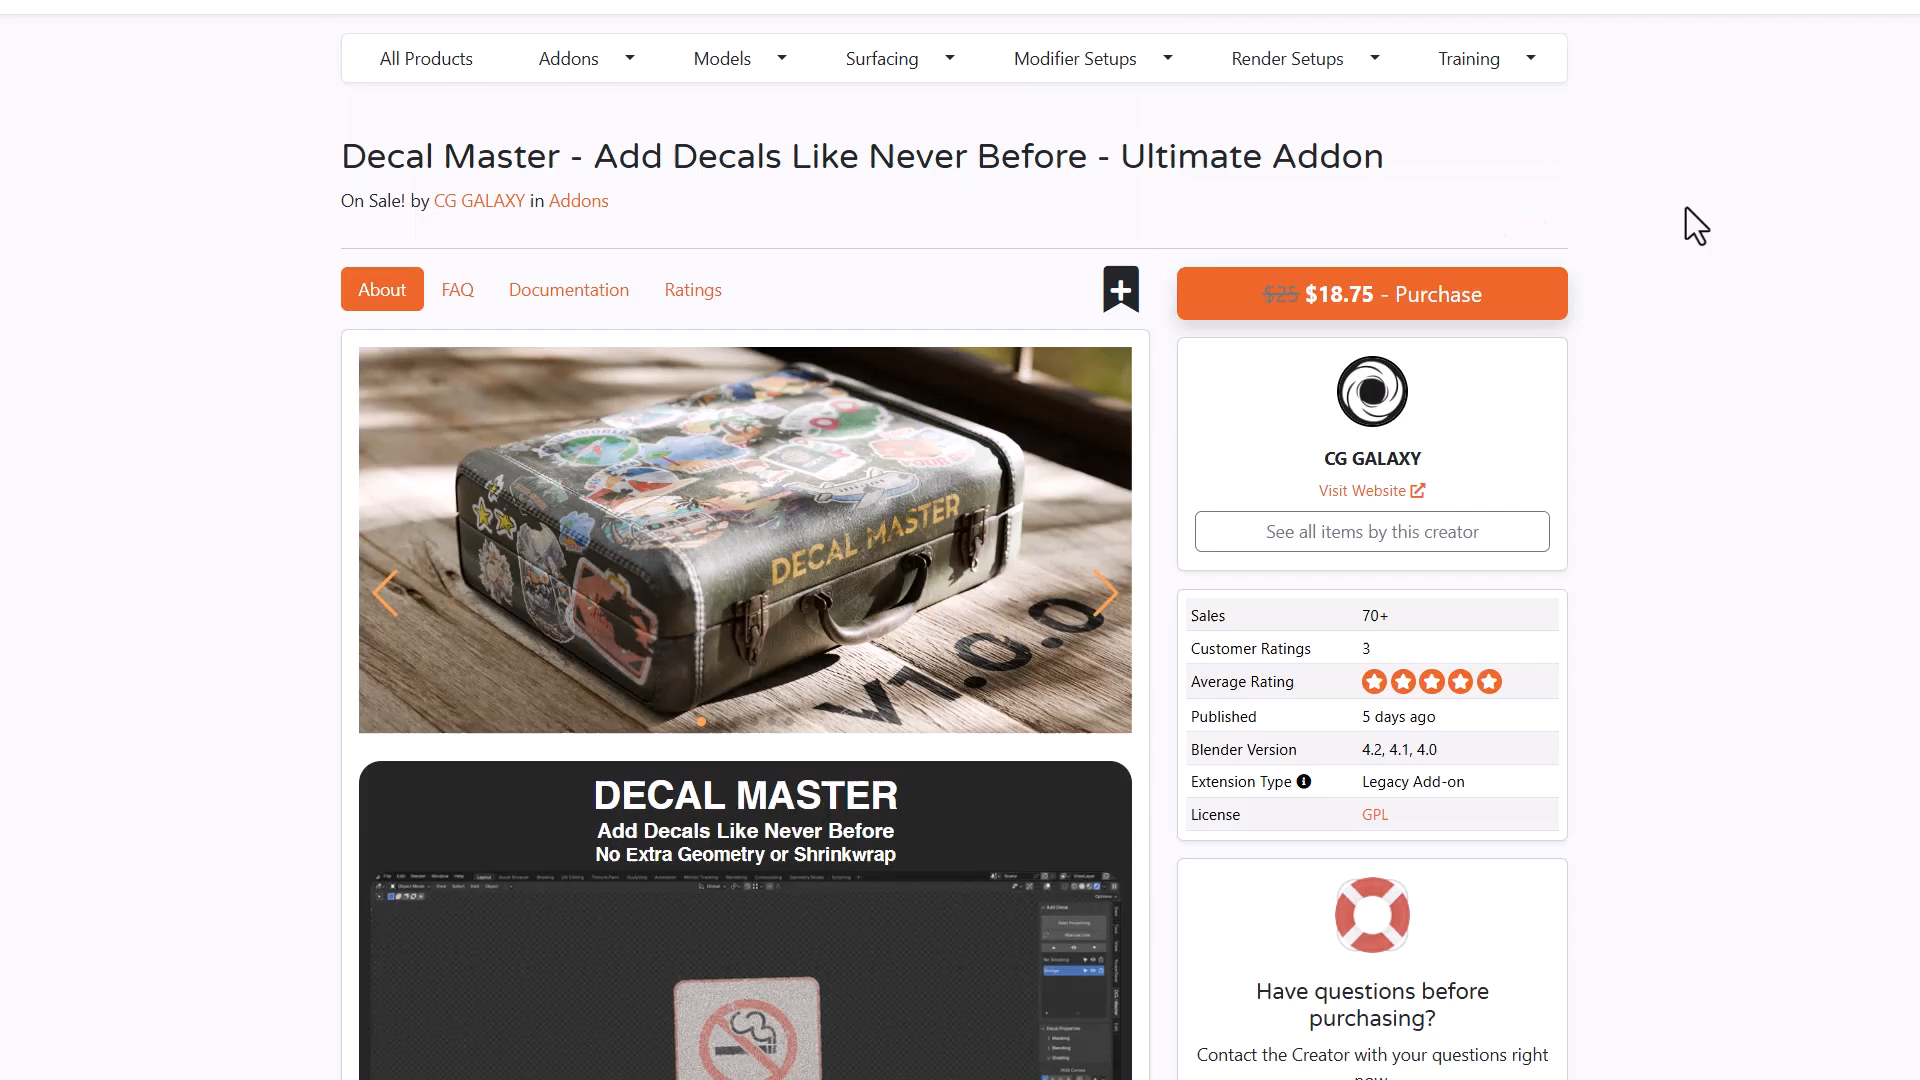 All Products Addons Models Surfacing Modifier Setups Render Setups Training
Decal Master - Add Decals Like Never Before - Ultimate Addon
On Sale! by CG GALAXY in Addons
About FAQ Documentation Ratings
$25 $18.75 - Purchase
DECAL MASTER
v1.0.0
CG GALAXY
Visit Website
See all items by this creator
Sales 70+
Customer Ratings 3
Average Rating
Published 5 days ago
Blender Version 4.2, 4.1, 4.0
Extension Type Legacy Add-on
License GPL
DECAL MASTER
Add Decals Like Never Before
No Extra Geometry or Shrinkwrap
Have questions before
purchasing?
Contact the Creator with your questions right